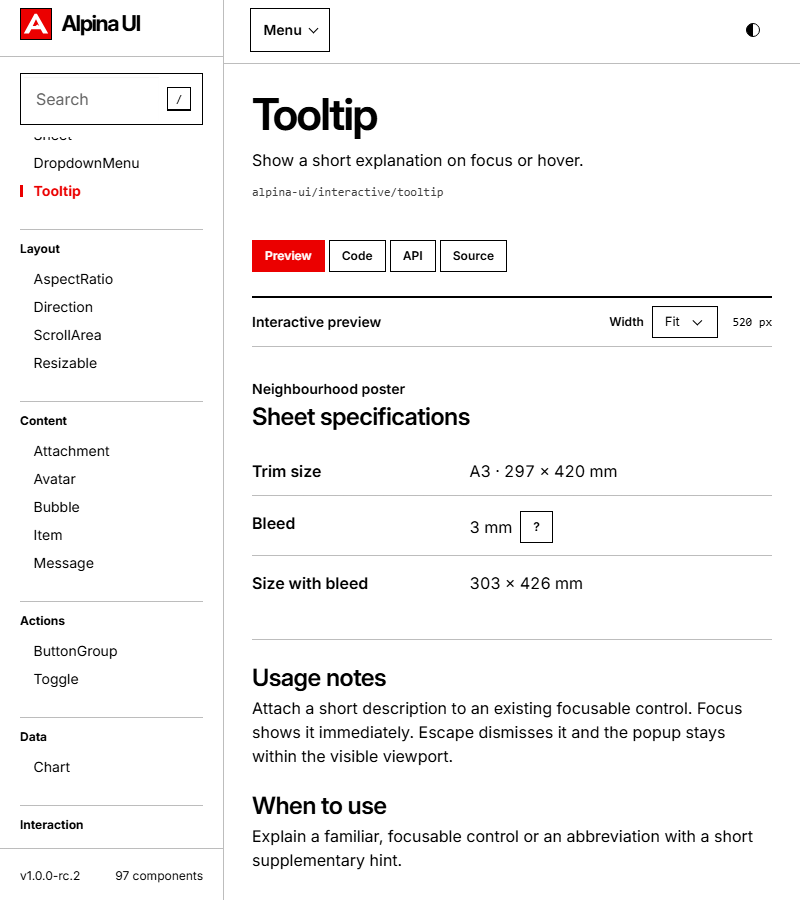 Alpina UI
Search /
Sheet
DropdownMenu
Tooltip
Layout
AspectRatio
Direction
ScrollArea
Resizable
Content
Attachment
Avatar
Bubble
Item
Message
Actions
ButtonGroup
Toggle
Data
Chart
Interaction
v1.0.0-rc.2 97 components
Menu
Tooltip
Show a short explanation on focus or hover.
alpina-ui/interactive/tooltip
Preview Code API Source
Interactive preview Width Fit 520 px
Neighbourhood poster
Sheet specifications
Trim size A3 · 297 × 420 mm
Bleed 3 mm ?
Size with bleed 303 × 426 mm
Usage notes
Attach a short description to an existing focusable control. Focus
shows it immediately. Escape dismisses it and the popup stays
within the visible viewport.
When to use
Explain a familiar, focusable control or an abbreviation with a short
supplementary hint.